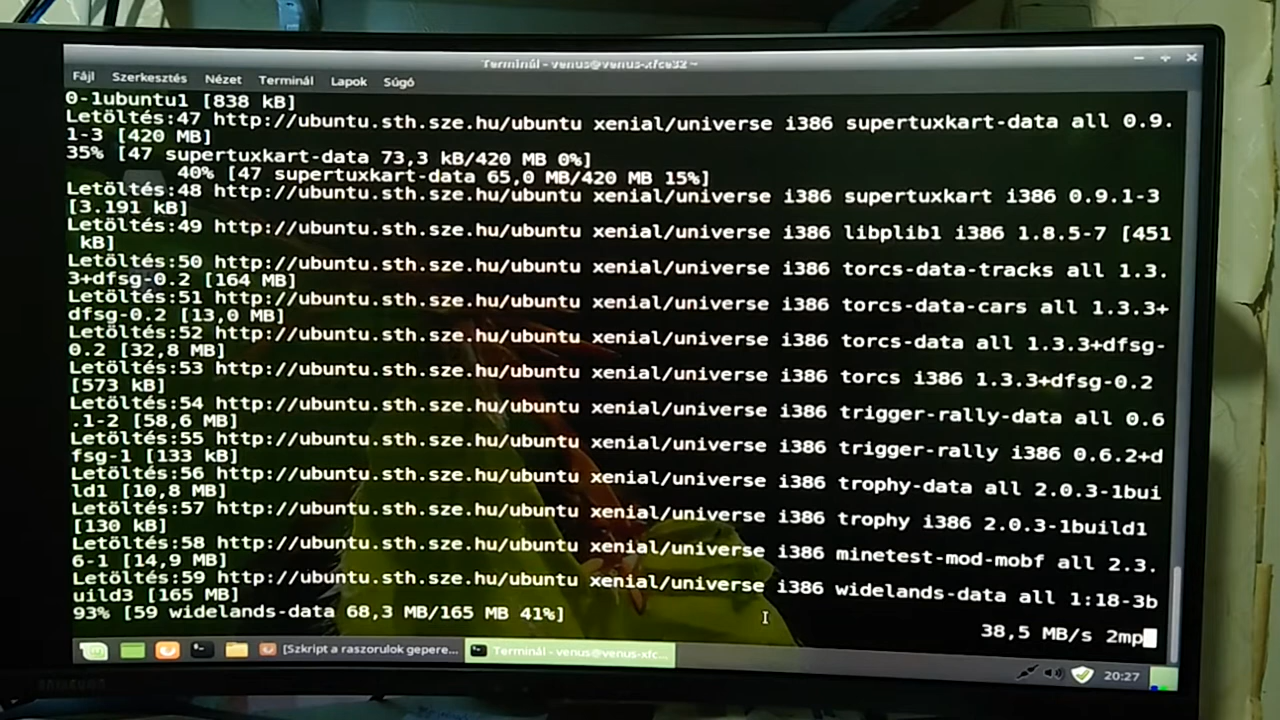 Terminál - venus@venus-xfce32 ~
Fájl Szerkesztés Nézet Terminál Lapok Súgó
0-1ubuntu1 [838 kB]
Letöltés:47 http://ubuntu.sth.sze.hu/ubuntu xenial/universe i386 supertuxkart-data all 0.9.
1-3 [420 MB]
35% [47 supertuxkart-data 73,3 kB/420 MB 0%]
40% [47 supertuxkart-data 65,0 MB/420 MB 15%]
Letöltés:48 http://ubuntu.sth.sze.hu/ubuntu xenial/universe i386 supertuxkart i386 0.9.1-3
[3.191 kB]
Letöltés:49 http://ubuntu.sth.sze.hu/ubuntu xenial/universe i386 libplib1 i386 1.8.5-7 [451
kB]
Letöltés:50 http://ubuntu.sth.sze.hu/ubuntu xenial/universe i386 torcs-data-tracks all 1.3.
3+dfsg-0.2 [164 MB]
Letöltés:51 http://ubuntu.sth.sze.hu/ubuntu xenial/universe i386 torcs-data-cars all 1.3.3+
dfsg-0.2 [13,0 MB]
Letöltés:52 http://ubuntu.sth.sze.hu/ubuntu xenial/universe i386 torcs-data all 1.3.3+dfsg-
0.2 [32,8 MB]
Letöltés:53 http://ubuntu.sth.sze.hu/ubuntu xenial/universe i386 torcs i386 1.3.3+dfsg-0.2
[573 kB]
Letöltés:54 http://ubuntu.sth.sze.hu/ubuntu xenial/universe i386 trigger-rally-data all 0.6
.1-2 [58,6 MB]
Letöltés:55 http://ubuntu.sth.sze.hu/ubuntu xenial/universe i386 trigger-rally i386 0.6.2+d
fsg-1 [133 kB]
Letöltés:56 http://ubuntu.sth.sze.hu/ubuntu xenial/universe i386 trophy-data all 2.0.3-1bui
ld1 [10,8 MB]
Letöltés:57 http://ubuntu.sth.sze.hu/ubuntu xenial/universe i386 trophy i386 2.0.3-1build1
[130 kB]
Letöltés:58 http://ubuntu.sth.sze.hu/ubuntu xenial/universe i386 minetest-mod-mobf all 2.3.
6-1 [14,9 MB]
Letöltés:59 http://ubuntu.sth.sze.hu/ubuntu xenial/universe i386 widelands-data all 1:18-3b
uild3 [165 MB]
93% [59 widelands-data 68,3 MB/165 MB 41%]
38,5 MB/s 2mp
[Szkript a raszorulok gepere...
Terminál - venus@venus-xfc...
20:27
SAMSUNG